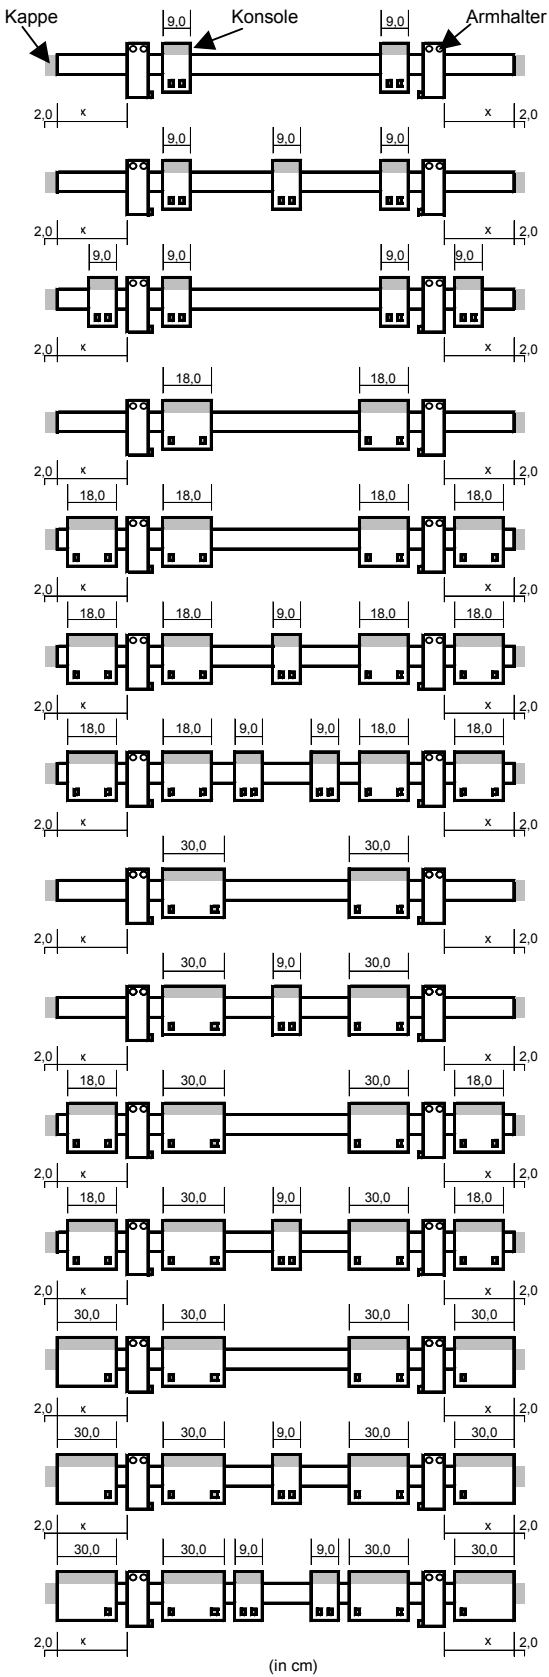 9,0 9,0
Kappe Konsole Armhalter
2,0 x x 2,0
9,0 9,0 9,0
2,0 x x 2,0
9,0 9,0 9,0 9,0
2,0 x x 2,0
18,0 18,0
2,0 x x 2,0
18,0 18,0 18,0 18,0
2,0 x x 2,0
18,0 18,0 9,0 18,0 18,0
2,0 x x 2,0
18,0 18,0 9,0 9,0 18,0 18,0
2,0 x x 2,0
30,0 30,0
2,0 x x 2,0
30,0 9,0 30,0
2,0 x x 2,0
18,0 30,0 30,0 18,0
2,0 x x 2,0
18,0 30,0 9,0 30,0 18,0
2,0 x x 2,0
30,0 30,0 30,0 30,0
2,0 x x 2,0
30,0 30,0 9,0 30,0 30,0
2,0 x x 2,0
30,0 30,0 9,0 9,0 30,0 30,0
2,0 x x 2,0
(in cm)